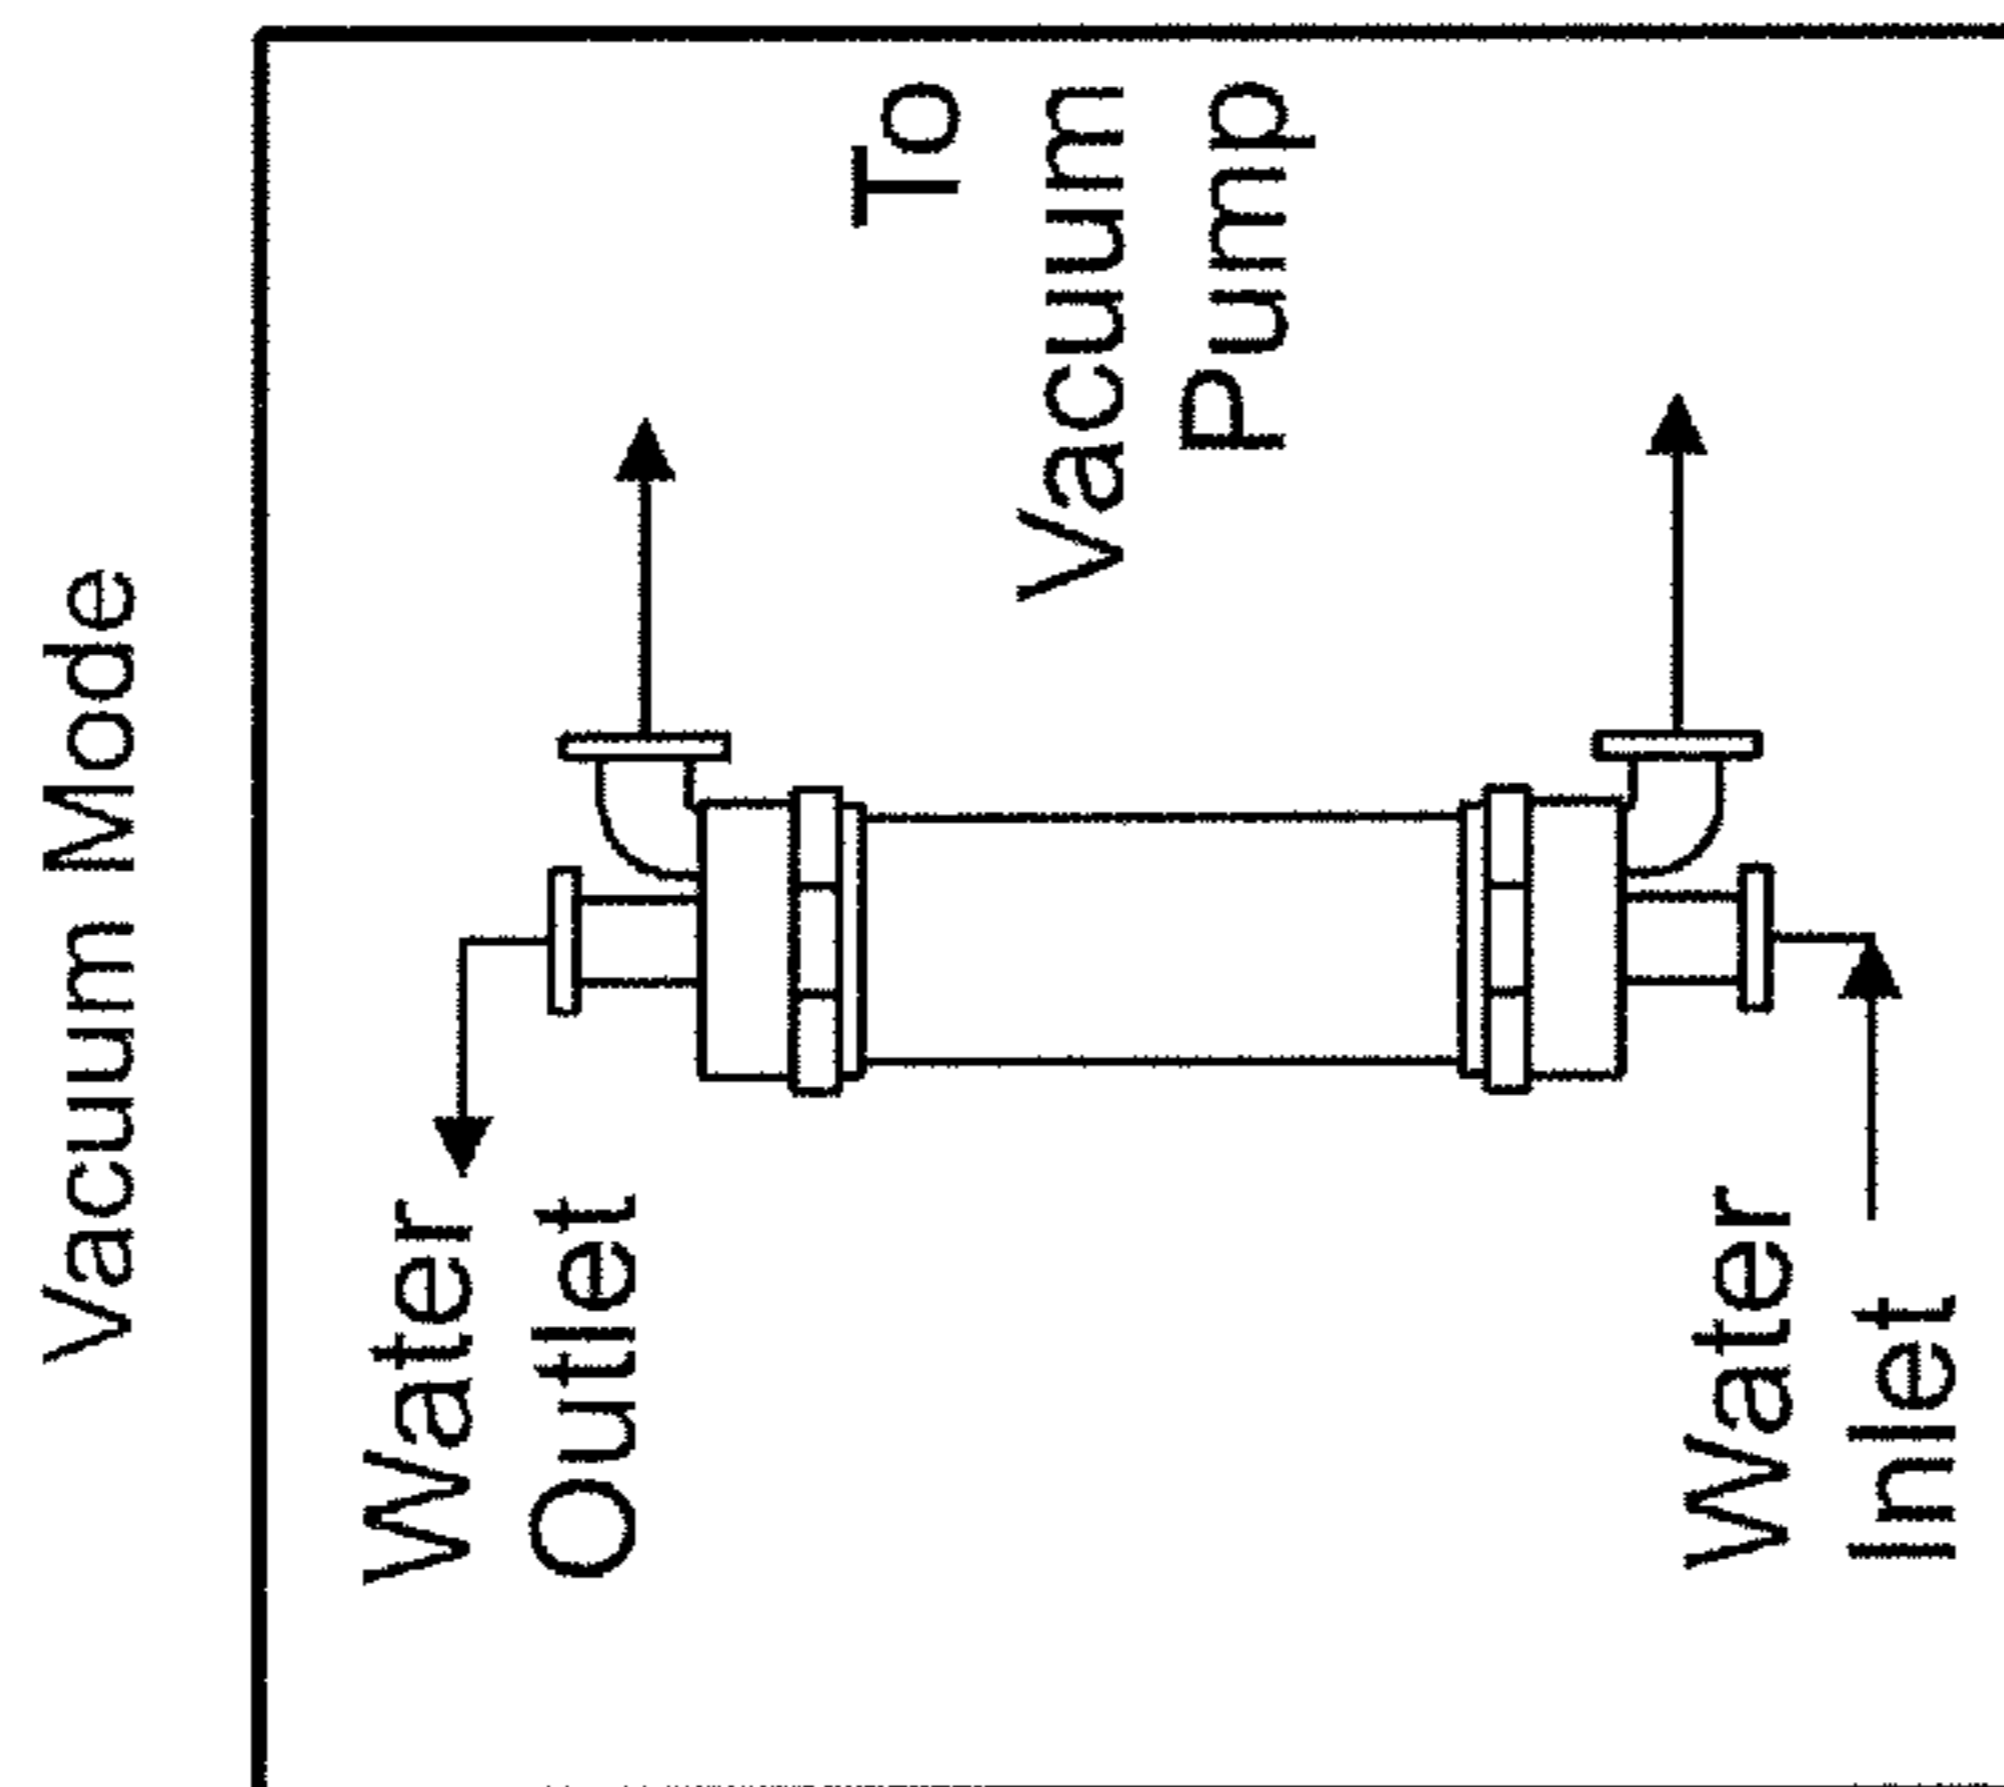 Vacuum Mode
Water
Outlet
To
Vacuum
Pump
Water
Inlet